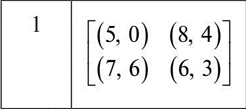 1
(5, 0) (8, 4)
(7, 6) (6, 3)